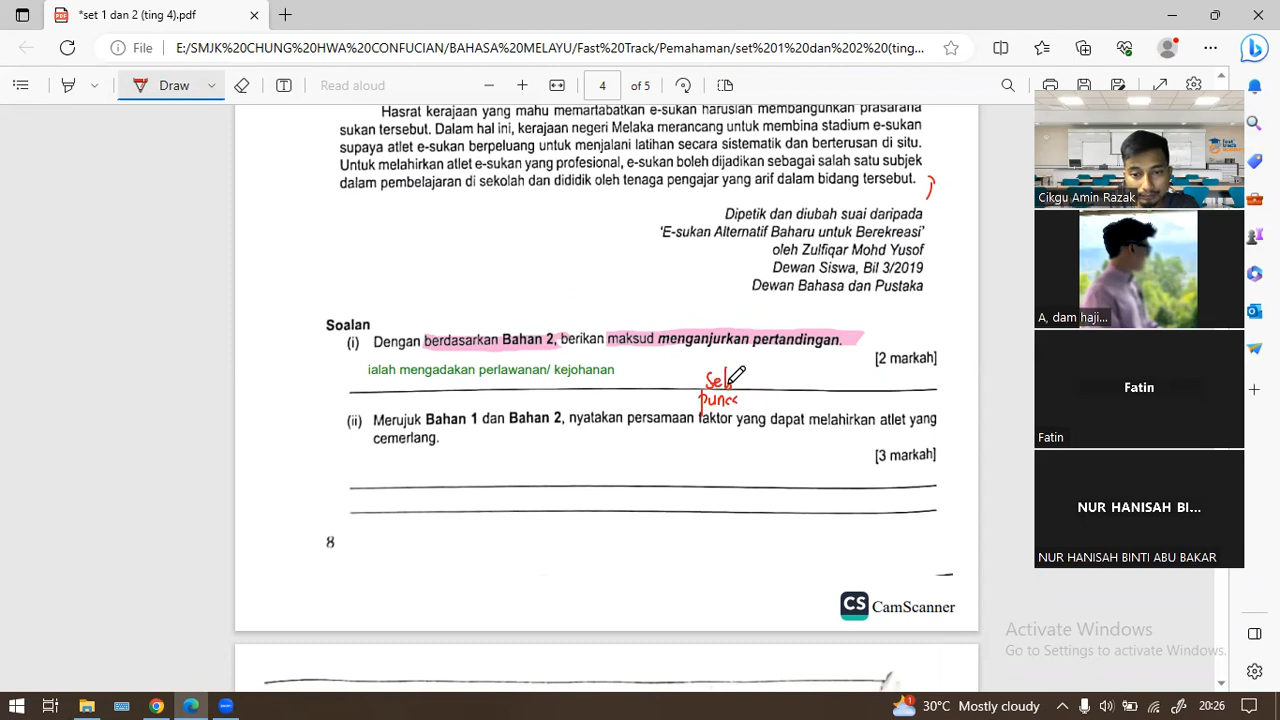 *set 1 dan 2 (ting 4).pdf
File
E:/SMJK%20CHUNG%20HWA%20CONFUCIAN/BAHASA%20MELAYU/Fast%20Track/Pemahaman/set%201%20dan%202%20(ting...
Draw
Read aloud
4 of 5
Hasrat kerajaan yang mahu memartabatkan e-sukan haruslah membangunkan prasarana
sukan tersebut. Dalam hal ini, kerajaan negeri Melaka merancang untuk membina stadium e-sukan
supaya atlet e-sukan berpeluang untuk menjalani latihan secara sistematik dan berterusan di situ.
Untuk melahirkan atlet e-sukan yang profesional, e-sukan boleh dijadikan sebagai salah satu subjek
dalam pembelajaran di sekolah dan dididik oleh tenaga pengajar yang arif dalam bidang tersebut.
Dipetik dan diubah suai daripada
'E-sukan Alternatif Baharu untuk Berekreasi'
oleh Zulfiqar Mohd Yusof
Dewan Siswa, Bil 3/2019
Dewan Bahasa dan Pustaka
Soalan
(i) Dengan berdasarkan Bahan 2, berikan maksud menganjurkan pertandingan.
[2 markah]
ialah mengadakan perlawanan/ kejohanan
Seb
punca
(ii) Merujuk Bahan 1 dan Bahan 2, nyatakan persamaan faktor yang dapat melahirkan atlet yang
cemerlang.
[3 markah]
8
CS CamScanner
Cikgu Amin Razak
A, dam haji...
Fatin
Fatin
NUR HANISAH BI...
NUR HANISAH BINTI ABU BAKAR
Activate Windows
Go to Settings to activate Windows.
30°C Mostly cloudy
20:26